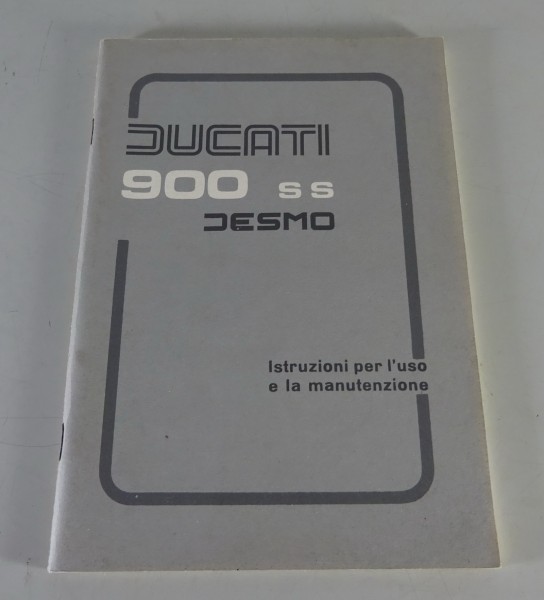 DUCATI
900 SS
DESMO
Istruzioni per l'uso
e la manutenzione